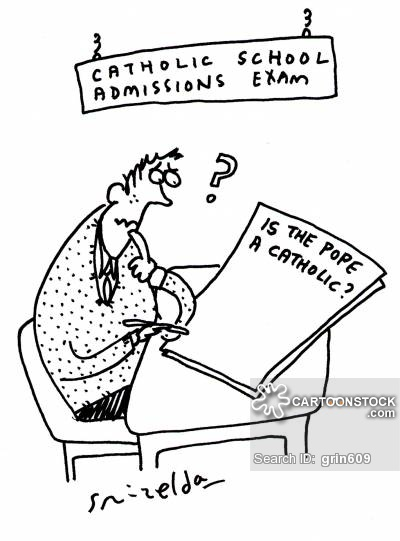 CATHOLIC SCHOOL
ADMISSIONS EXAM
?
IS THE POPE
A CATHOLIC?
CARTOONSTOCK
.com
Search ID: grin609
Grizelda